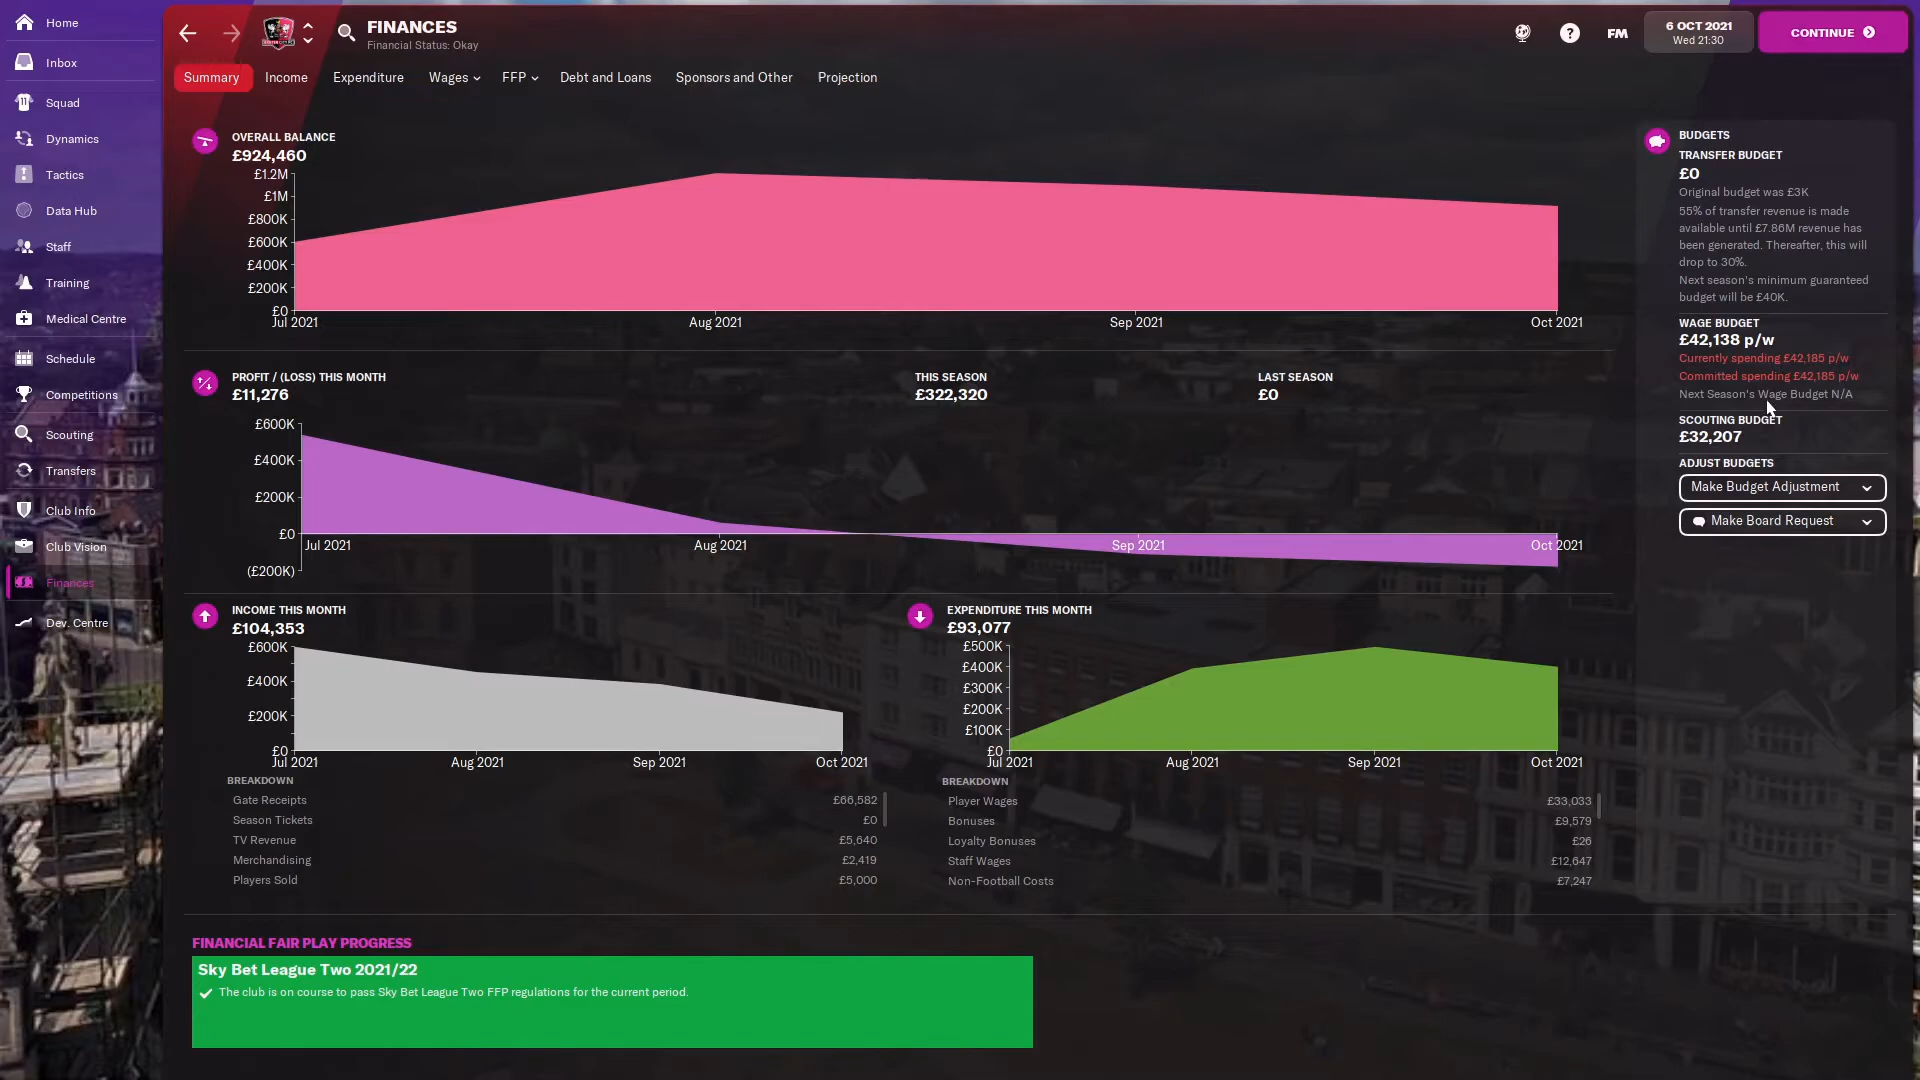 Home
Inbox
Squad
Dynamics
Tactics
Data Hub
Staff
Training
Medical Centre
Schedule
Competitions
Scouting
Transfers
Club Info
Club Vision
Finances
Dev. Centre
FINANCES
Financial Status: Okay
FM
6 OCT 2021
Wed 21:30
CONTINUE
Summary
Income
Expenditure
Wages
FFP
Debt and Loans
Sponsors and Other
Projection
OVERALL BALANCE
£924,460
£1.2M
£1M
£800K
£600K
£400K
£200K
£0
Jul 2021
Aug 2021
Sep 2021
Oct 2021
PROFIT / (LOSS) THIS MONTH
£11,276
THIS SEASON
£322,320
LAST SEASON
£0
£600K
£400K
£200K
£0
(£200K)
Jul 2021
Aug 2021
Sep 2021
Oct 2021
INCOME THIS MONTH
£104,353
£600K
£400K
£200K
£0
Jul 2021
Aug 2021
Sep 2021
Oct 2021
BREAKDOWN
Gate Receipts £66,582
Season Tickets £0
TV Revenue £5,640
Merchandising £2,419
Players Sold £5,000
EXPENDITURE THIS MONTH
£93,077
£500K
£400K
£300K
£200K
£100K
£0
Jul 2021
Aug 2021
Sep 2021
Oct 2021
BREAKDOWN
Player Wages £33,033
Bonuses £9,579
Loyalty Bonuses £26
Staff Wages £12,647
Non-Football Costs £7,247
FINANCIAL FAIR PLAY PROGRESS
Sky Bet League Two 2021/22
The club is on course to pass Sky Bet League Two FFP regulations for the current period.
BUDGETS
TRANSFER BUDGET
£0
Original budget was £3K
55% of transfer revenue is made
available until £7.86M revenue has
been generated. Thereafter, this will
drop to 30%.
Next season's minimum guaranteed
budget will be £40K.
WAGE BUDGET
£42,138 p/w
Currently spending £42,185 p/w
Committed spending £42,185 p/w
Next Season's Wage Budget N/A
SCOUTING BUDGET
£32,207
ADJUST BUDGETS
Make Budget Adjustment
Make Board Request